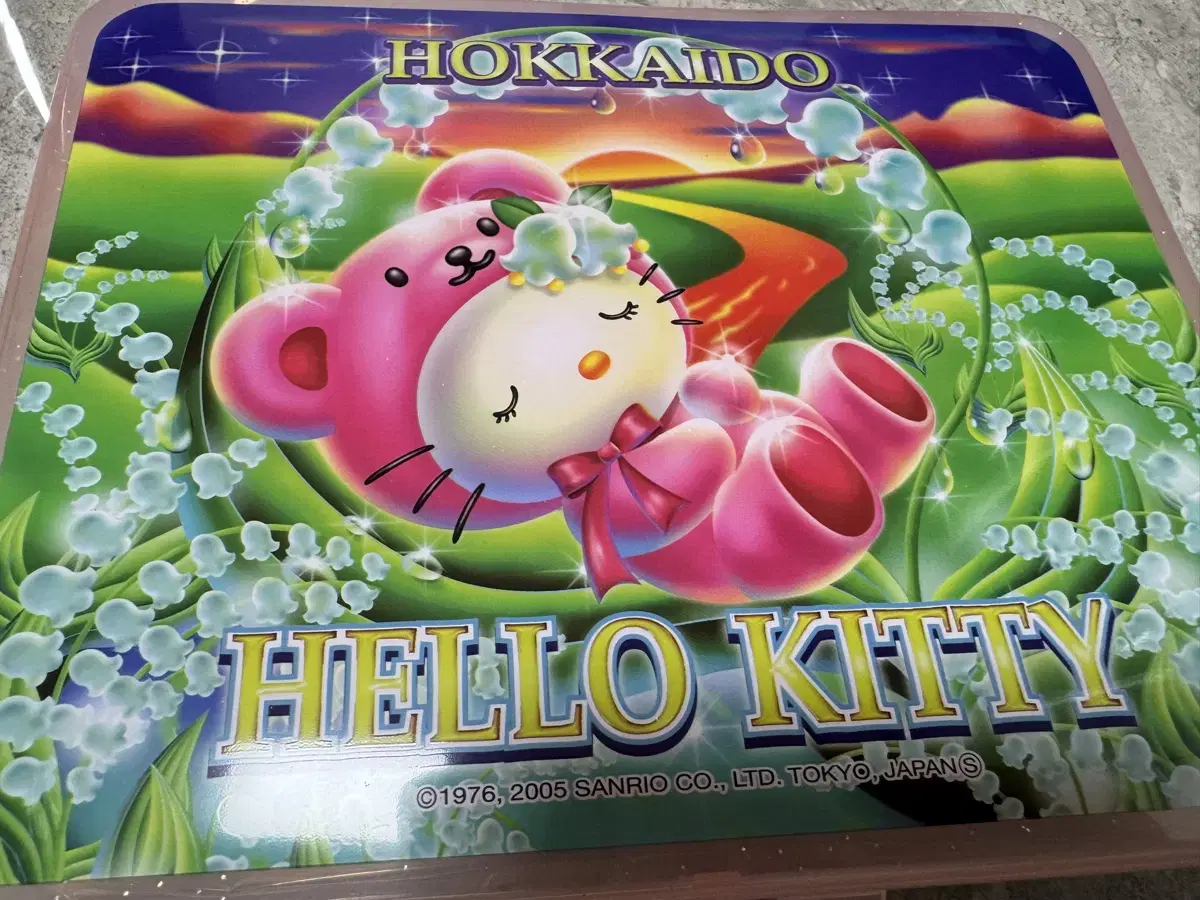 HOKKAIDO
HELLO KITTY
©1976, 2005 SANRIO CO., LTD. TOKYO, JAPAN Ⓢ